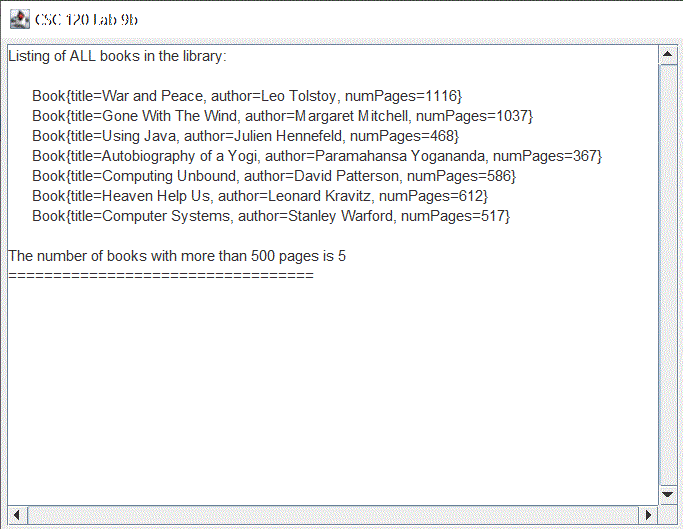 CSC 120 Lab 9b
Listing of ALL books in the library:
Book{title=War and Peace, author=Leo Tolstoy, numPages=1116}
Book{title=Gone With The Wind, author=Margaret Mitchell, numPages=1037}
Book{title=Using Java, author=Julien Hennefeld, numPages=468}
Book{title=Autobiography of a Yogi, author=Paramahansa Yogananda, numPages=367}
Book{title=Computing Unbound, author=David Patterson, numPages=586}
Book{title=Heaven Help Us, author=Leonard Kravitz, numPages=612}
Book{title=Computer Systems, author=Stanley Warford, numPages=517}
The number of books with more than 500 pages is 5
==================================